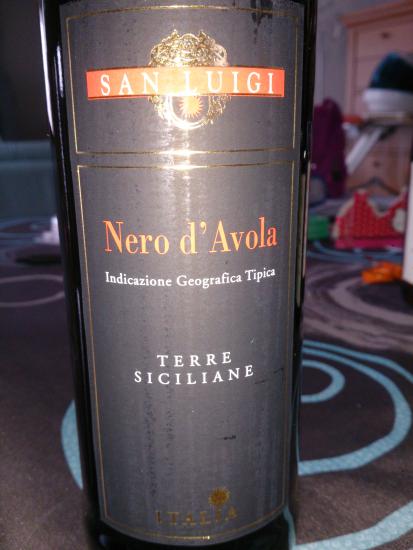 SAN LUIGI
Nero d'Avola
Indicazione Geografica Tipica
TERRE
SICILIANE
ITALIA